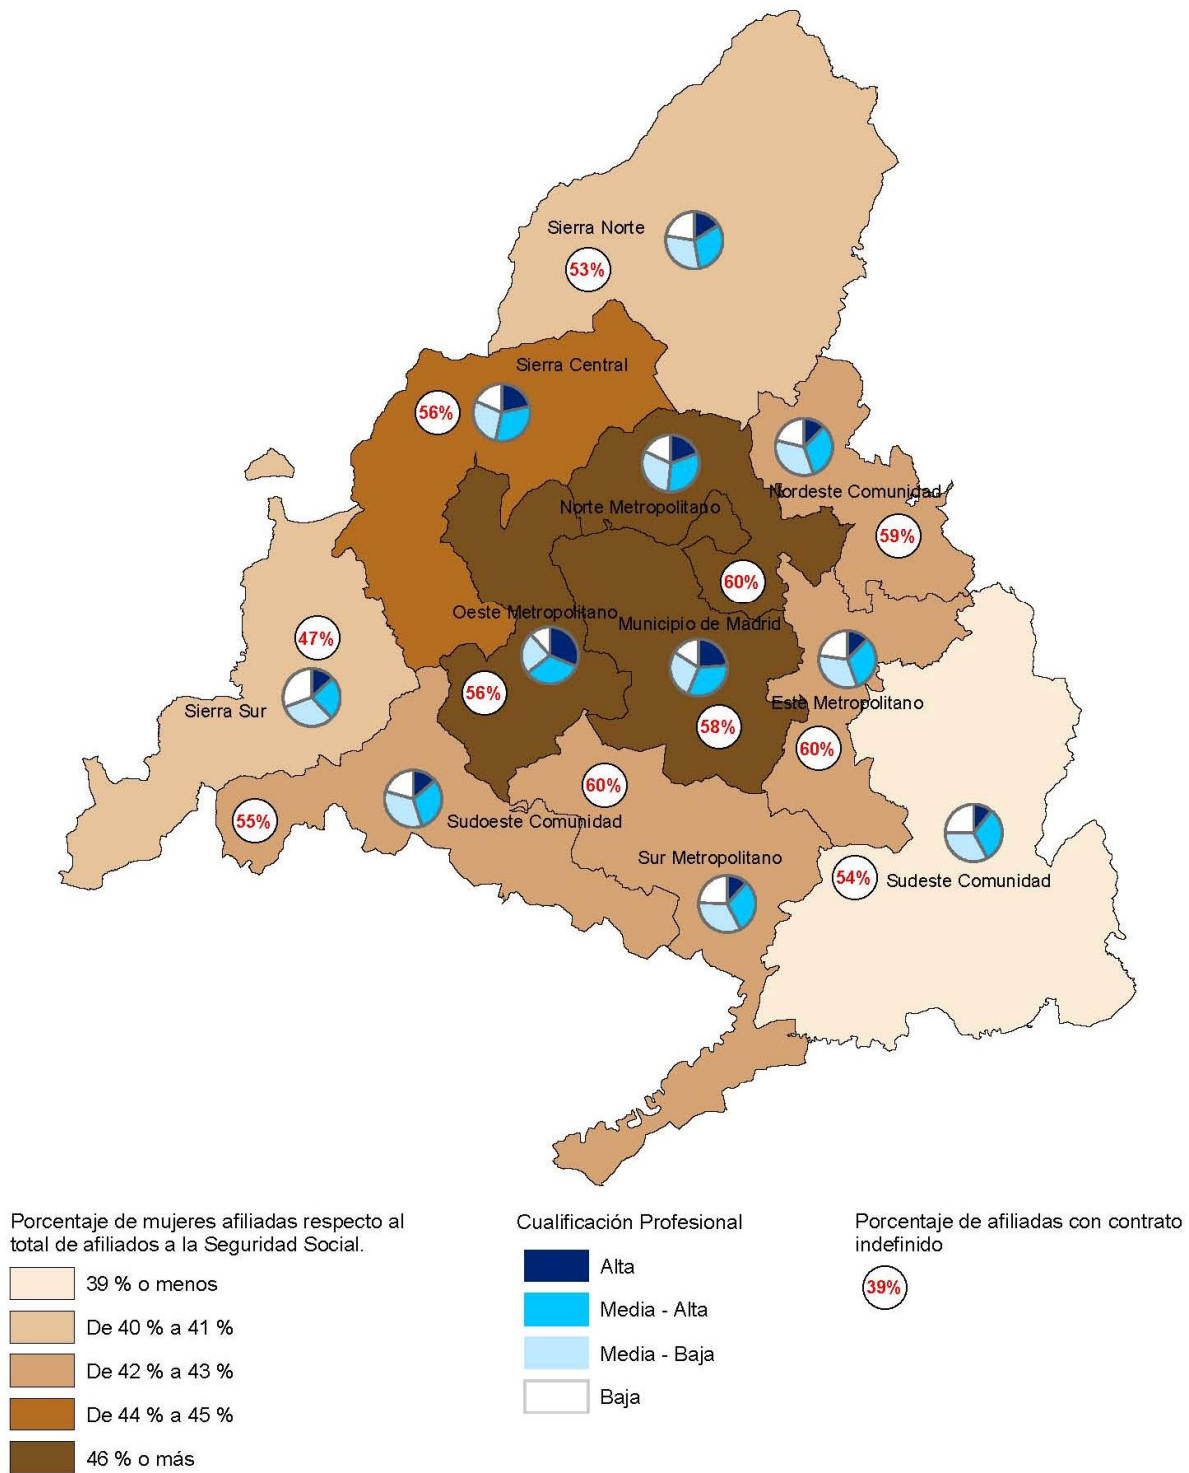 Sierra Norte
53%
Sierra Central
56%
Nordeste Comunidad
Norte Metropolitano
59%
60%
Oeste Metropolitano
Municipio de Madrid
47%
56%
Sierra Sur
Este Metropolitano
58%
60%
60%
55%
Sudoeste Comunidad
Sur Metropolitano
54%
Sudeste Comunidad
Porcentaje de mujeres afiliadas respecto al
total de afiliados a la Seguridad Social.
39 % o menos
De 40 % a 41 %
De 42 % a 43 %
De 44 % a 45 %
46 % o más
Cualificación Profesional
Alta
Media - Alta
Media - Baja
Baja
Porcentaje de afiliadas con contrato
indefinido
39%